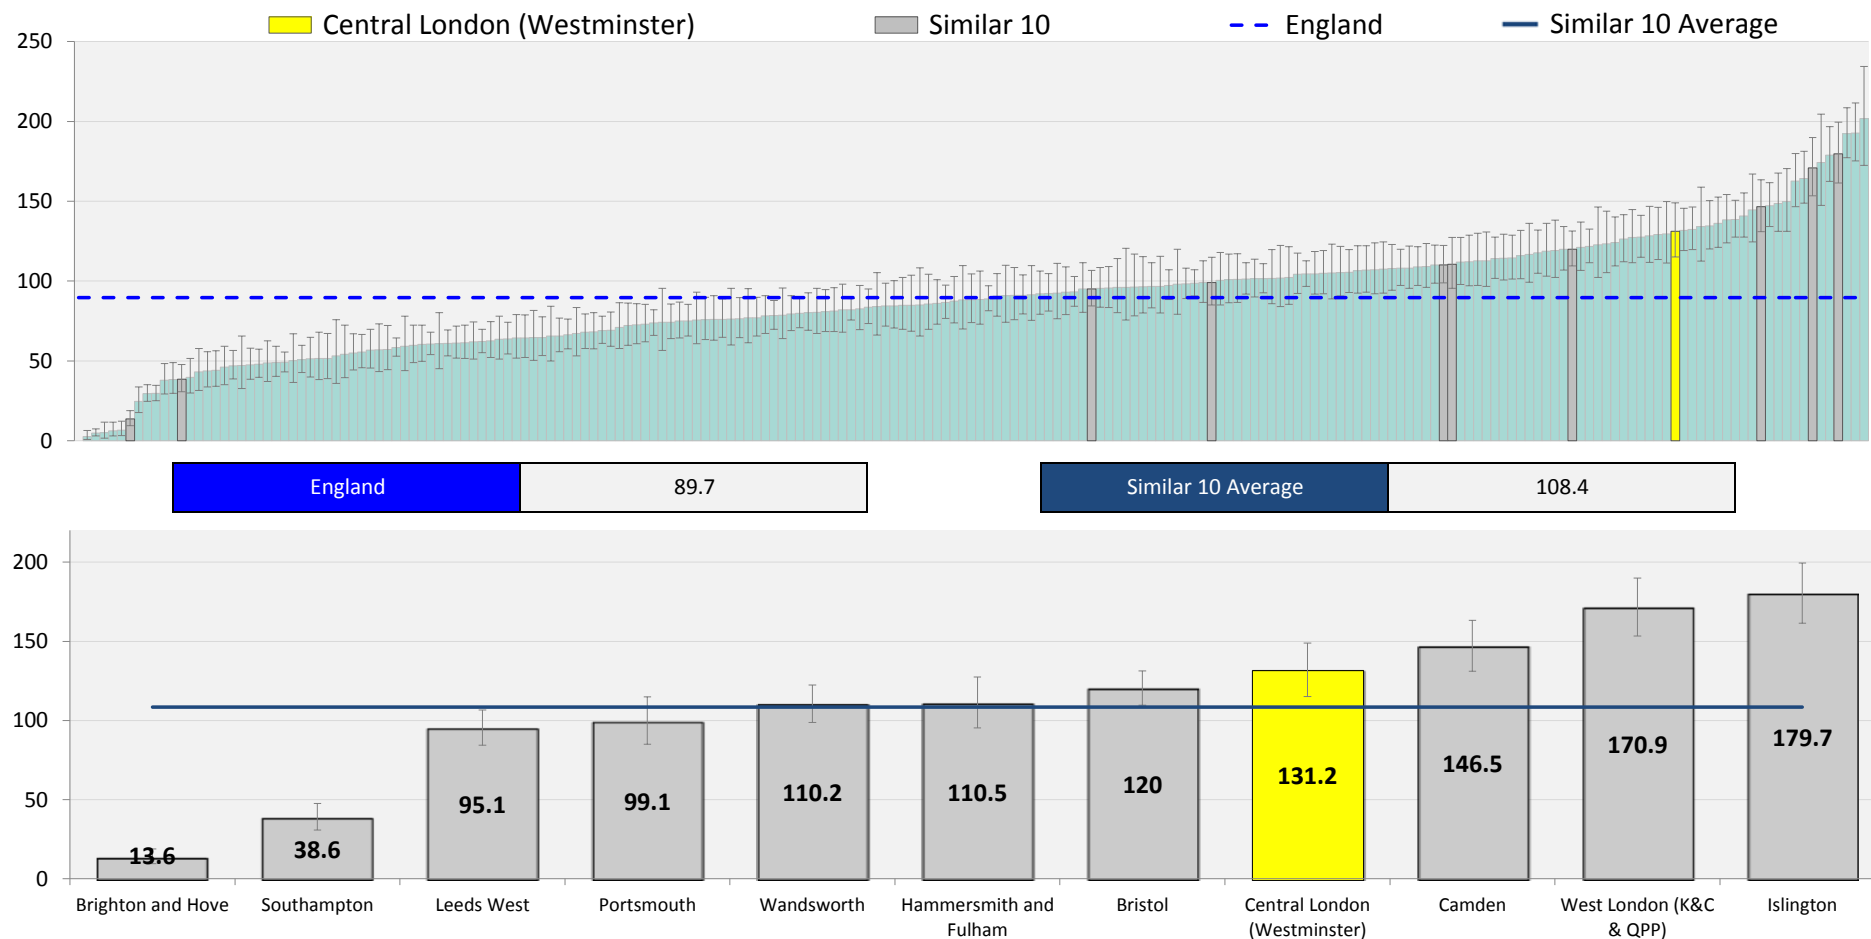 Central London (Westminster) Similar 10 England Similar 10 Average
250
200
150
100
50
0
England 89.7 Similar 10 Average 108.4
200
150
100
50
0
13.6 38.6 95.1 99.1 110.2 110.5 120 131.2 146.5 170.9 179.7
Brighton and Hove Southampton Leeds West Portsmouth Wandsworth Hammersmith and Bristol Central London Camden West London (K&C Islington
Fulham (Westminster) & QPP)